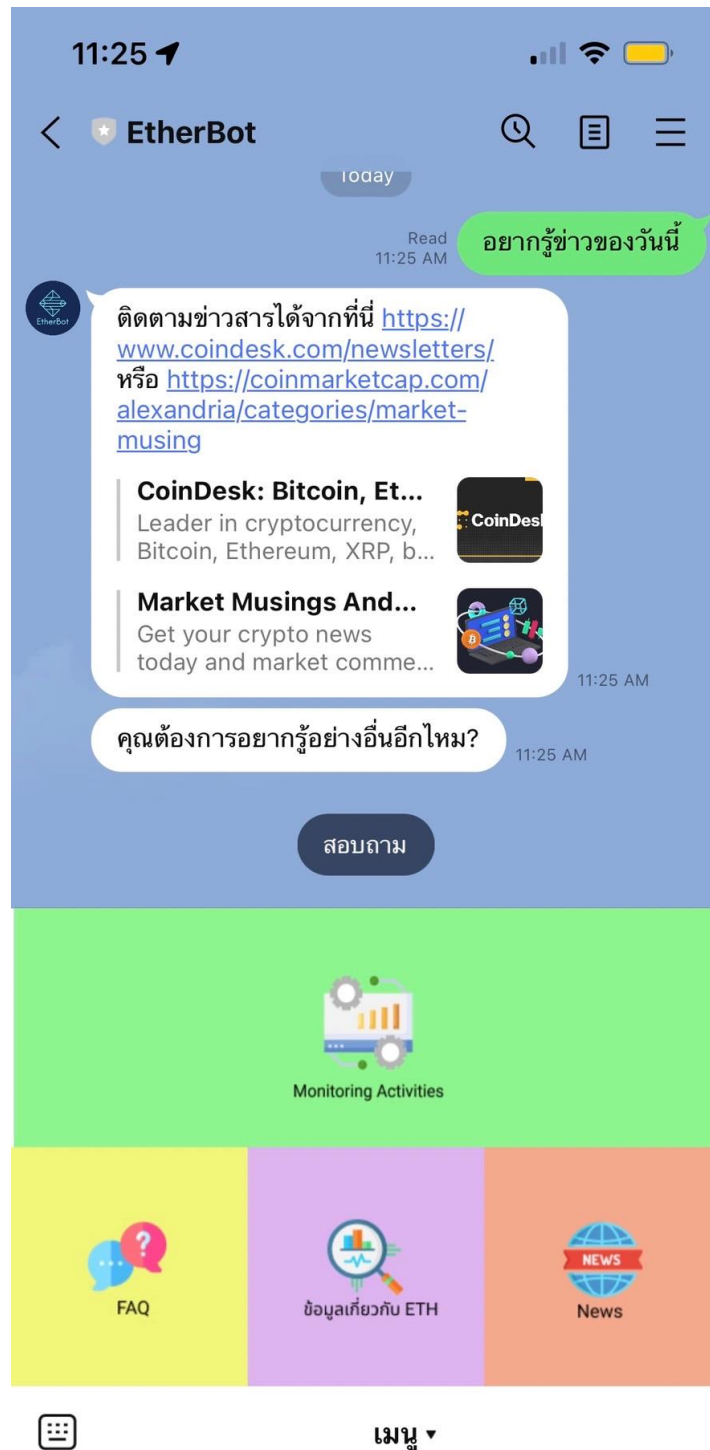 11:25
EtherBot
Today
Read
11:25 AM
อยากรู้ข่าวของวันนี้
EtherBot
ติดตามข่าวสารได้จากที่นี่ https://
www.coindesk.com/newsletters/
หรือ https://coinmarketcap.com/
alexandria/categories/market-
musing
CoinDesk: Bitcoin, Et...
Leader in cryptocurrency,
Bitcoin, Ethereum, XRP, b...
CoinDes
Market Musings And...
Get your crypto news
today and market comme...
11:25 AM
คุณต้องการอยากรู้อย่างอื่นอีกไหม?
11:25 AM
สอบถาม
Monitoring Activities
FAQ
ข้อมูลเกี่ยวกับ ETH
NEWS
News
เมนู